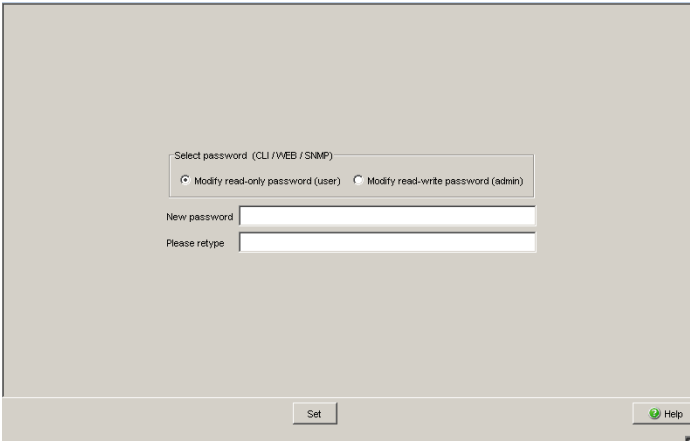 Select password (CLI / WEB / SNMP)
Modify read-only password (user) Modify read-write password (admin)
New password
Please retype
Set
Help